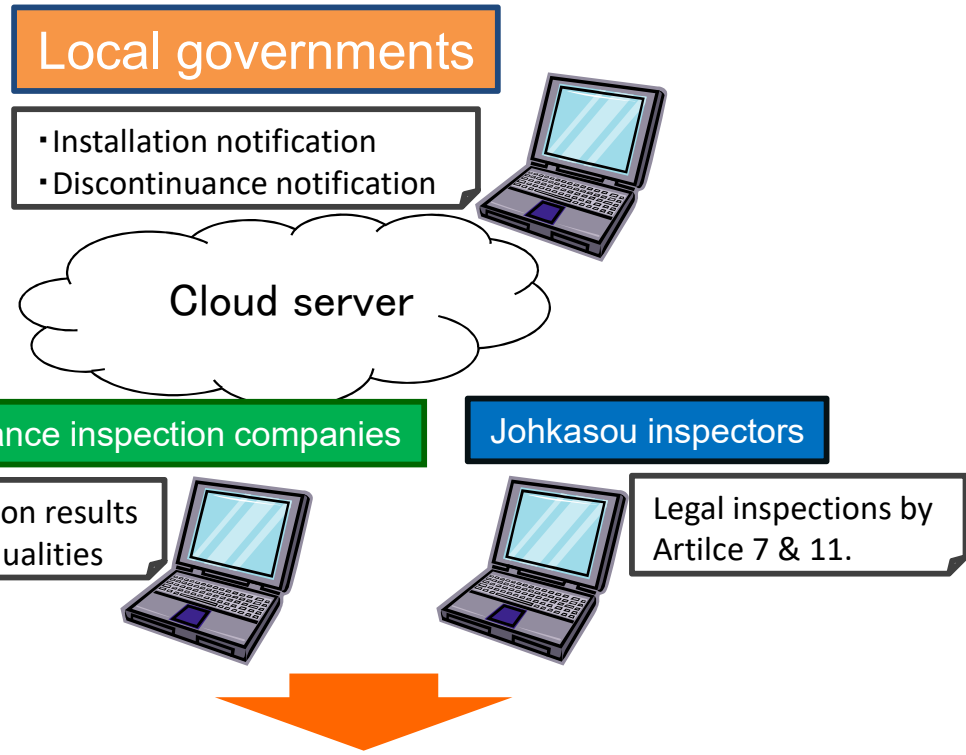 Local governments
・Installation notification
・Discontinuance notification
Cloud server
ance inspection companies
Johkasou inspectors
on results
ualities
Legal inspections by
Artilce 7 & 11.